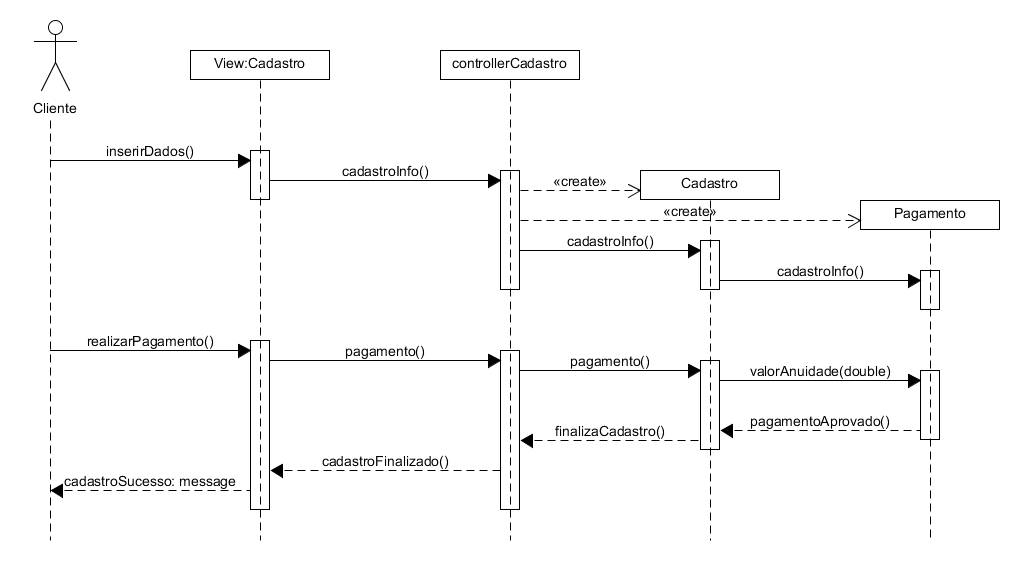 Cliente
View:Cadastro
controllerCadastro
inserirDados()
cadastroInfo()
«create»
Cadastro
«create»
Pagamento
cadastroInfo()
cadastroInfo()
realizarPagamento()
pagamento()
pagamento()
valorAnuidade(double)
pagamentoAprovado()
finalizaCadastro()
cadastroFinalizado()
cadastroSucesso: message